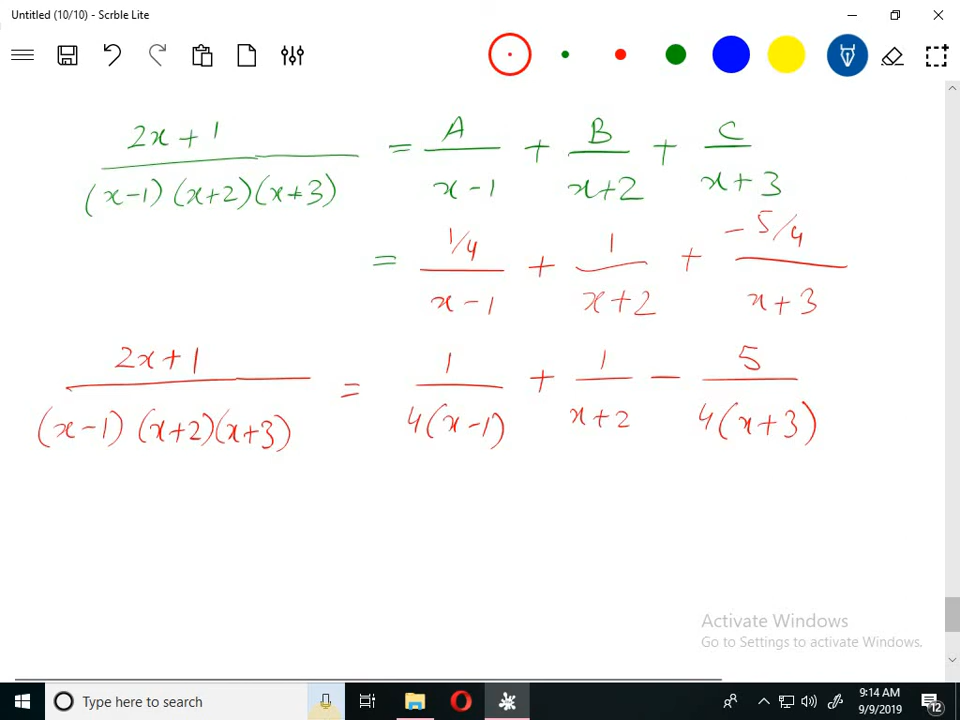 Untitled (10/10) - Scrble Lite
(2x + 1)/((x-1)(x+2)(x+3)) = A/(x-1) + B/(x+2) + C/(x+3)
= (1/4)/(x-1) + 1/(x+2) + (-5/4)/(x+3)
(2x+1)/((x-1)(x+2)(x+3)) = 1/(4(x-1)) + 1/(x+2) - 5/(4(x+3))
Activate Windows
Go to Settings to activate Windows.
Type here to search
9:14 AM
9/9/2019
12